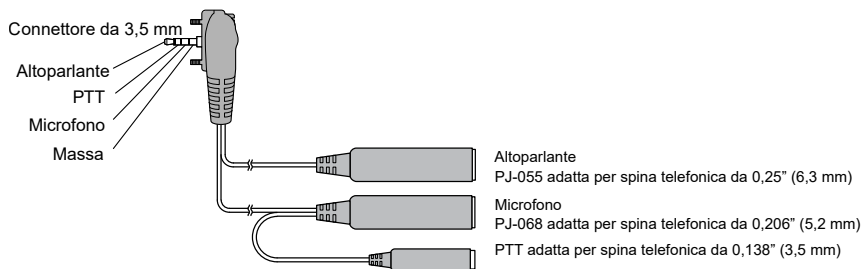 Connettore da 3,5 mm
Altoparlante
PTT
Microfono
Massa
Altoparlante
PJ-055 adatta per spina telefonica da 0,25” (6,3 mm)
Microfono
PJ-068 adatta per spina telefonica da 0,206” (5,2 mm)
PTT adatta per spina telefonica da 0,138” (3,5 mm)